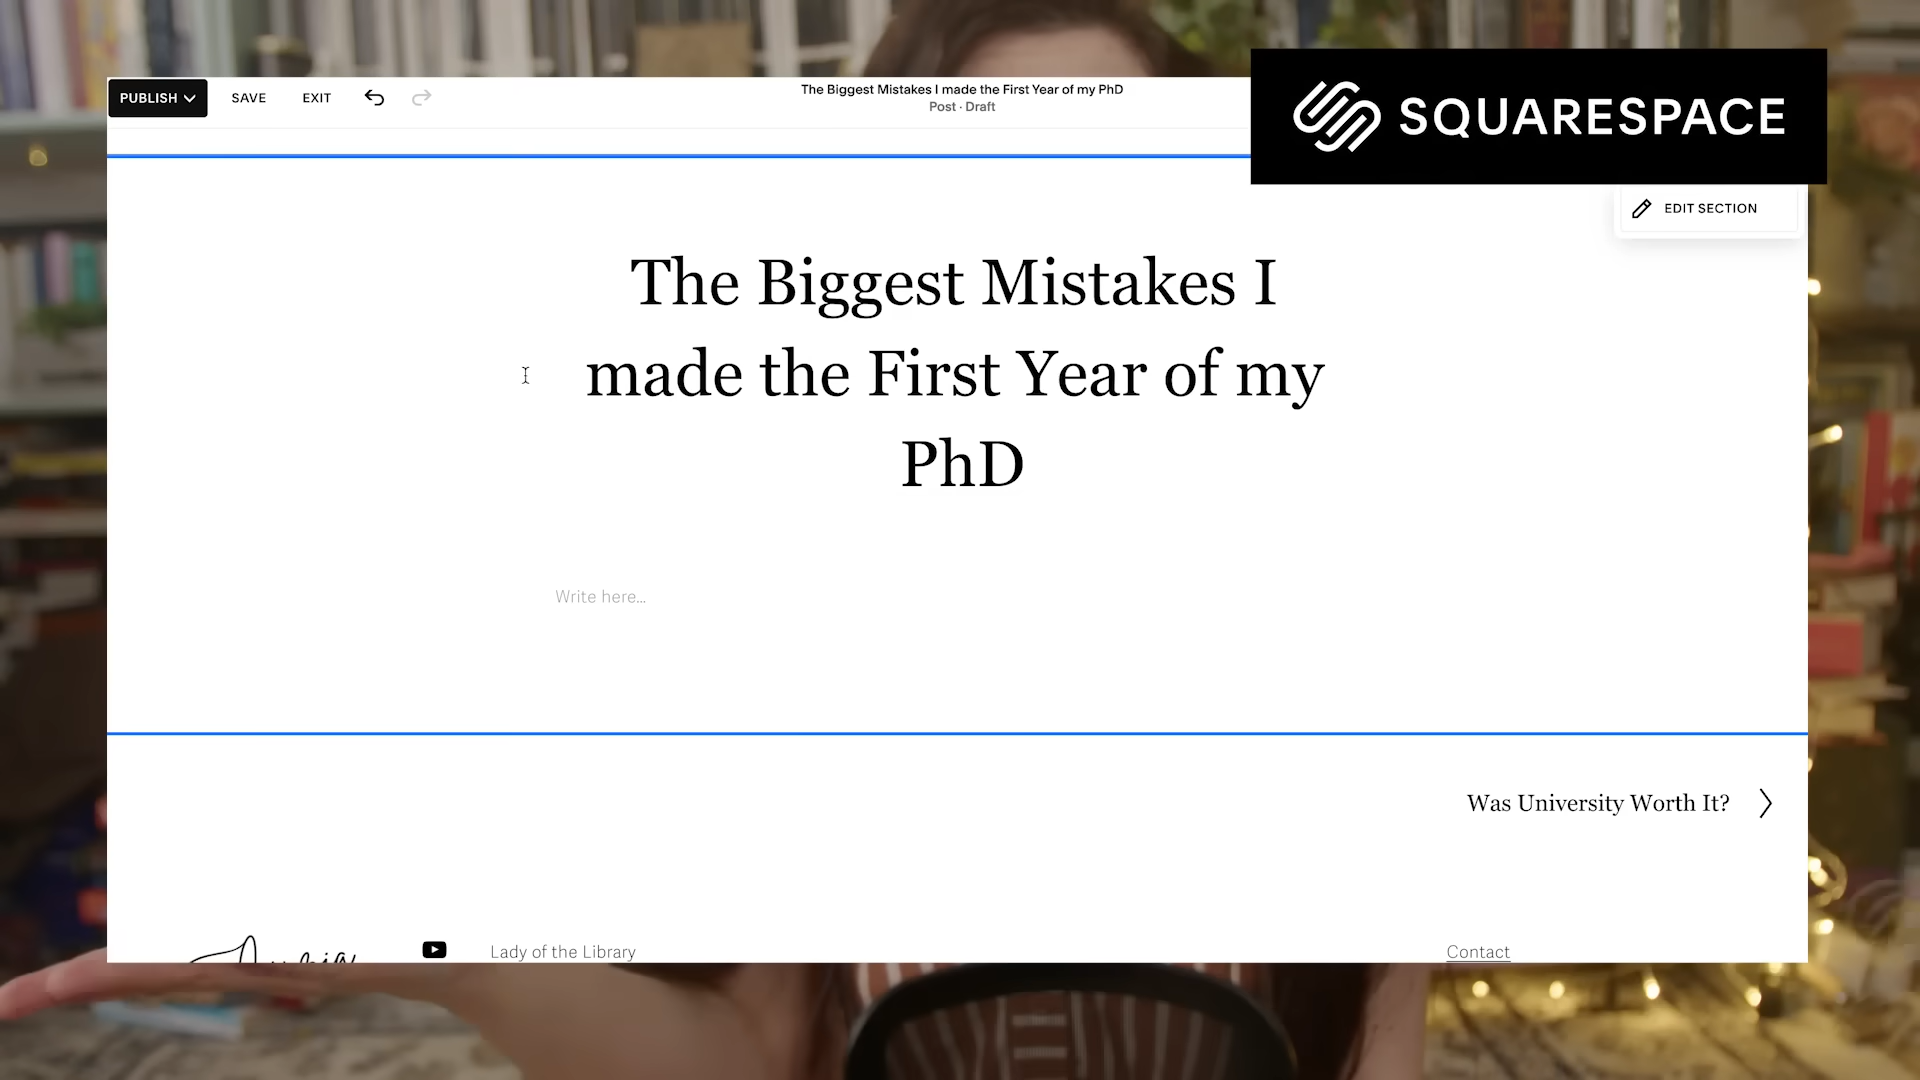 PUBLISH
SAVE
EXIT
The Biggest Mistakes I made the First Year of my PhD
Post · Draft
SQUARESPACE
EDIT SECTION
The Biggest Mistakes I
made the First Year of my
PhD
Write here...
Was University Worth It?
Lady of the Library
Contact